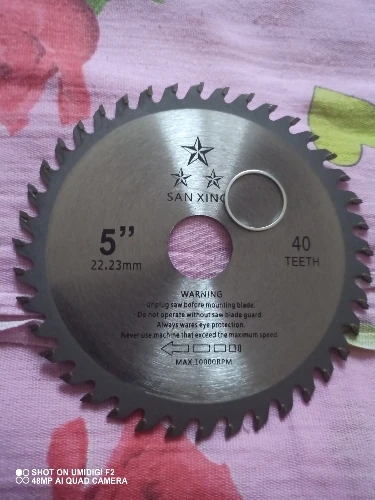 SAN XING
5”
22.23mm
40
TEETH
WARNING
unplug saw before mounting blade.
Do not operate without saw blade guard.
Always wares eye protection.
Never use machine that exceed the maximum speed
MAX.10000RPM
SHOT ON UMIDIGI F2
48MP AI QUAD CAMERA